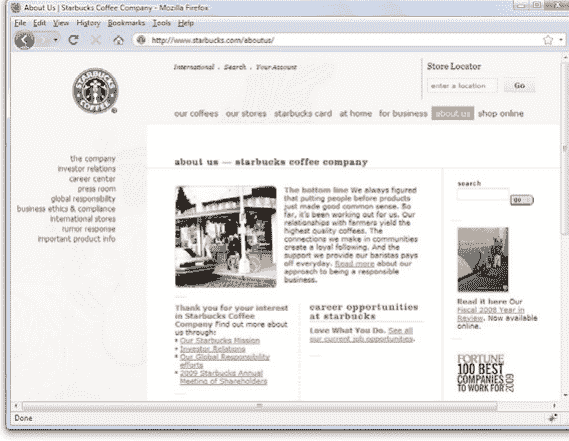 About Us | Starbucks Coffee Company - Mozilla Firefox
File Edit View History Bookmarks Tools Help
http://www.starbucks.com/aboutus/
International . Search . Your Account
Store Locator
enter a location Go
STARBUCKS COFFEE
our coffees our stores starbucks card at home for business about us shop online
the company
investor relations
career center
press room
global responsibility
business ethics & compliance
international stores
rumor response
important product info
about us — starbucks coffee company
The bottom line We always figured
that putting people before products
just made good common sense. So
far, it's been working out for us. Our
relationships with farmers yield the
highest quality coffees. The
connections we make in communities
create a loyal following. And the
support we provide our baristas pays
off everyday. Read more about our
approach to being a responsible
business.
search
go
Read it here Our
Fiscal 2008 Year in
Review. Now available
online.
Thank you for your interest
in Starbucks Coffee
Company Find out more about
us through:
• Our Starbucks Mission
• Investor Relations
• Our Global Responsibility
efforts
• 2009 Starbucks Annual
Meeting of Shareholders
career opportunities
at starbucks
Love What You Do. See all
our current job opportunities.
FORTUNE
100 BEST
COMPANIES
TO WORK FOR
2009
Done